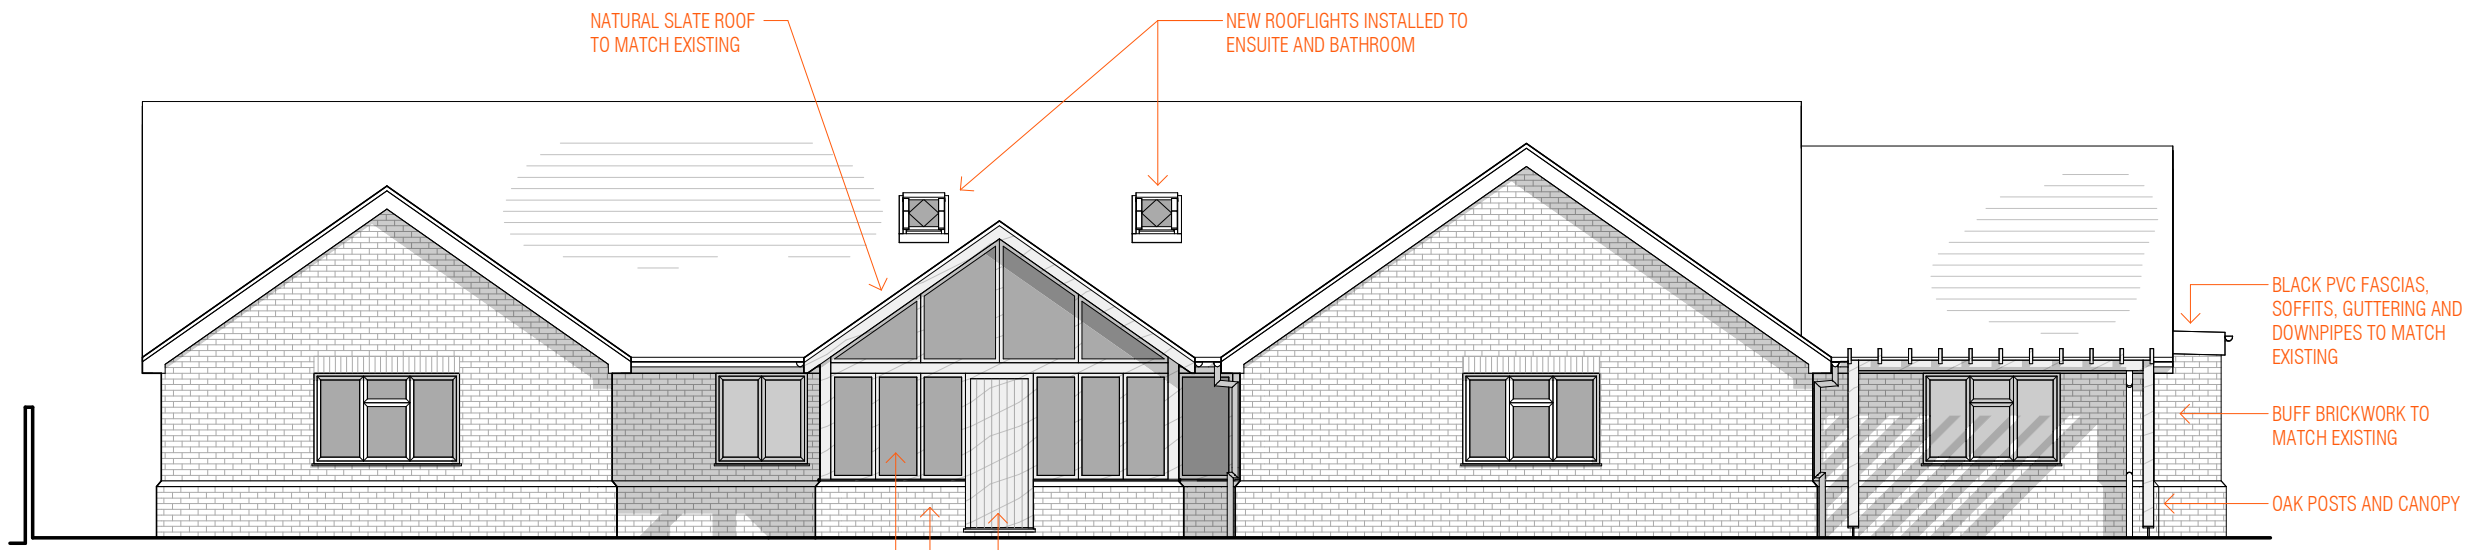 NATURAL SLATE ROOF
TO MATCH EXISTING
NEW ROOFLIGHTS INSTALLED TO
ENSUITE AND BATHROOM
BLACK PVC FASCIAS,
SOFFITS, GUTTERING AND
DOWNPIPES TO MATCH
EXISTING
BUFF BRICKWORK TO
MATCH EXISTING
OAK POSTS AND CANOPY